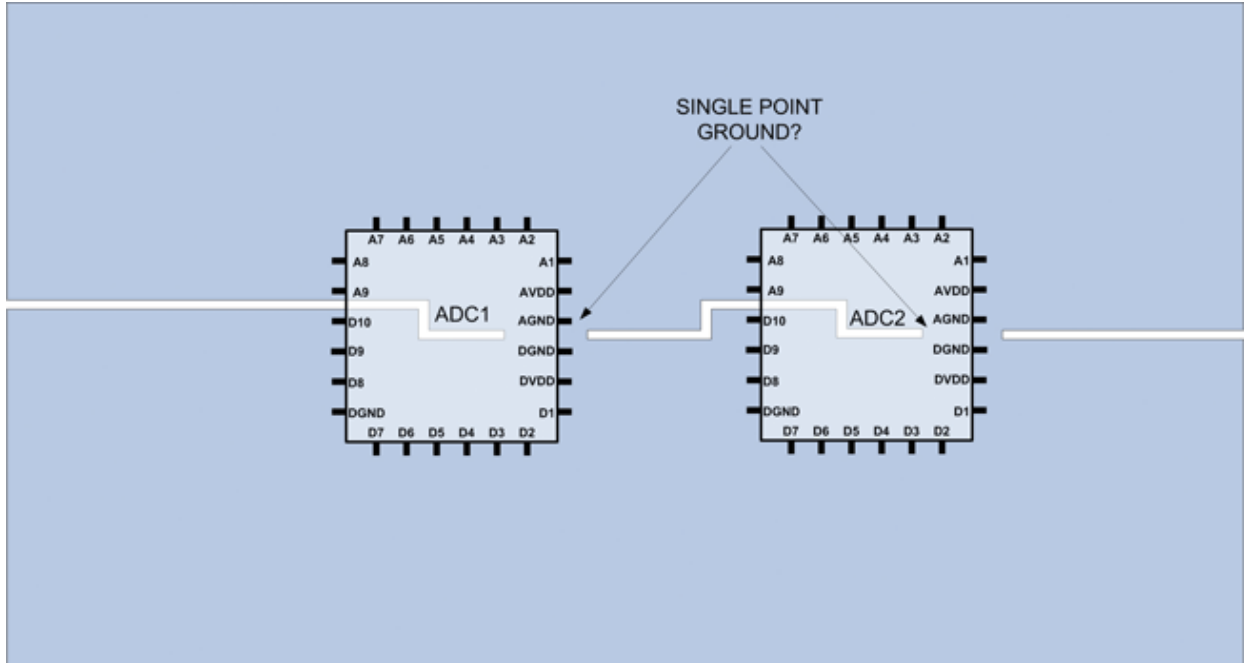 SINGLE POINT
GROUND?
A7 A6 A5 A4 A3 A2
A8 A1
A9 AVDD
D10 ADC1 AGND
D9 DGND
D8 DVDD
DGND D1
D7 D6 D5 D4 D3 D2
A7 A6 A5 A4 A3 A2
A8 A1
A9 AVDD
D10 ADC2 AGND
D9 DGND
D8 DVDD
DGND D1
D7 D6 D5 D4 D3 D2